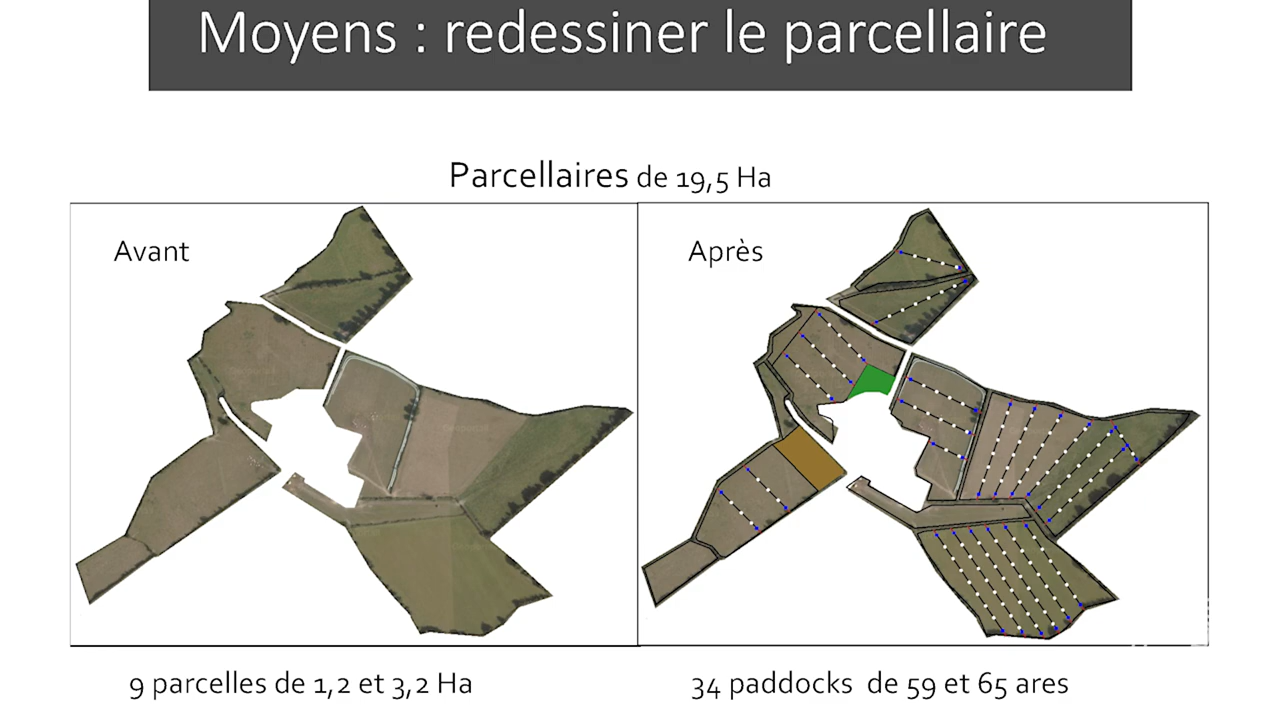 Moyens : redessiner le parcellaire
Parcellaires de 19,5 Ha
Avant
Après
9 parcelles de 1,2 et 3,2 Ha
34 paddocks de 59 et 65 ares